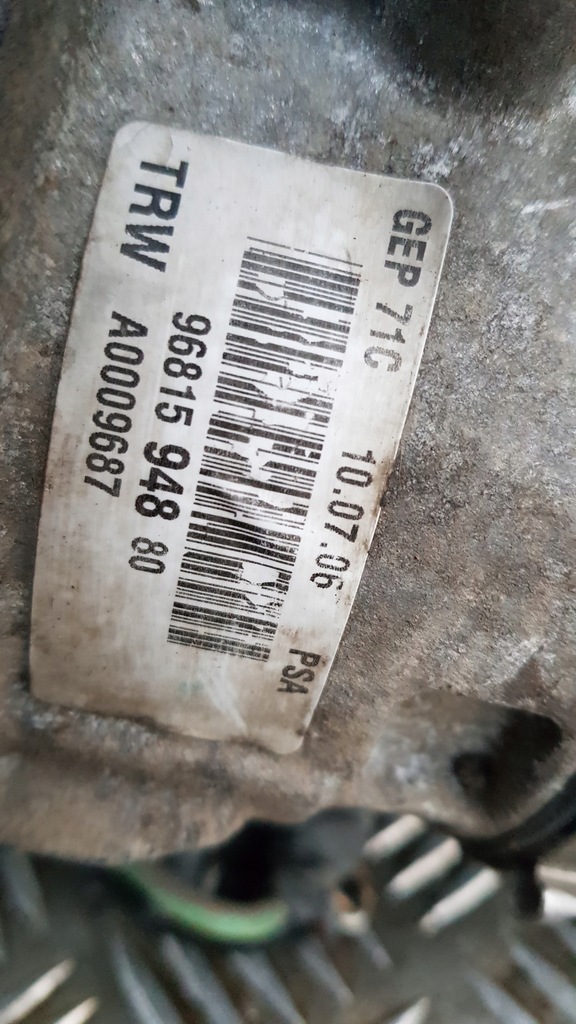 GEP 71C 10.07.06 PSA
TRW 96815 948 80
A0009687